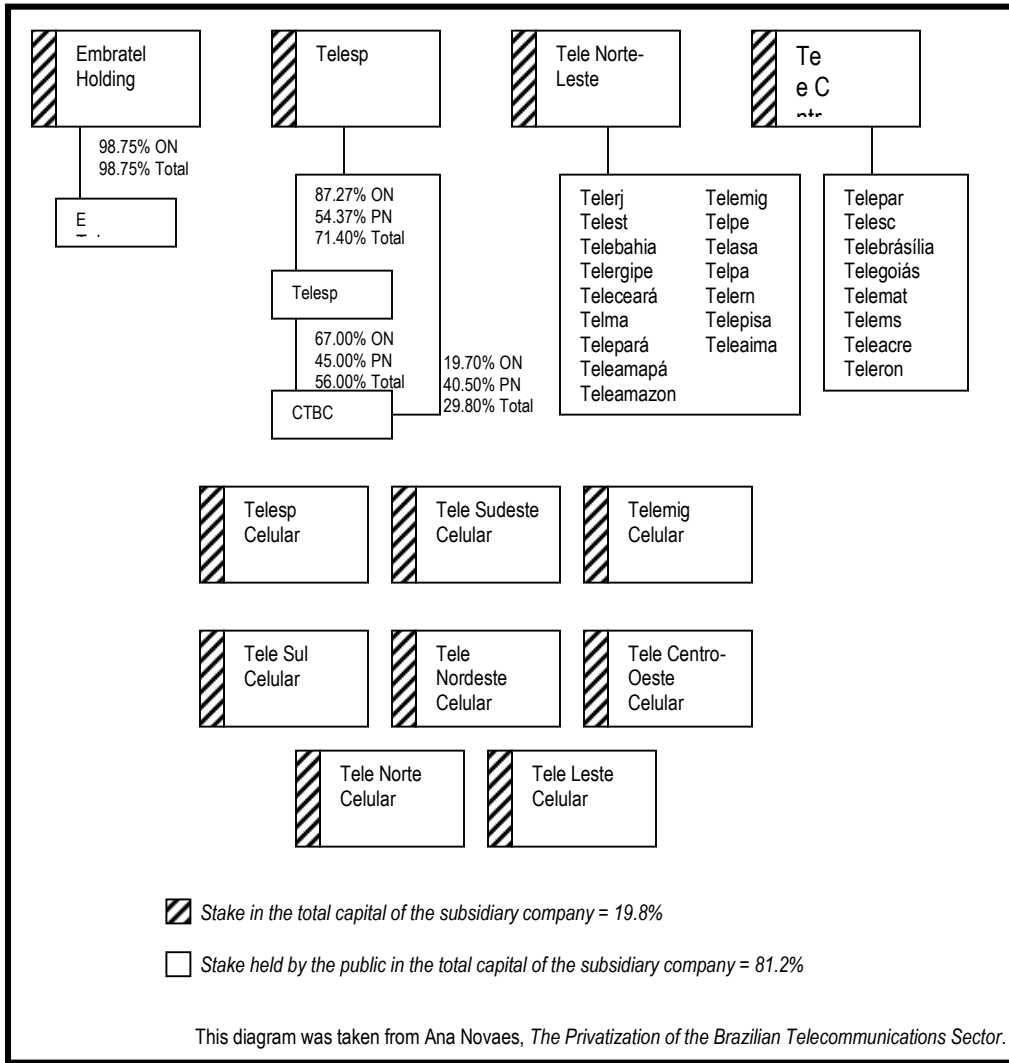 Embratel
Holding
Telesp
Tele Norte-
Leste
Te
e C
98.75% ON
98.75% Total
E
87.27% ON
54.37% PN
71.40% Total
Telesp
67.00% ON
45.00% PN
56.00% Total
CTBC
19.70% ON
40.50% PN
29.80% Total
Telerj
Telest
Telebahia
Telergipe
Teleceará
Telma
Telepará
Teleamapá
Teleamazon
Telemig
Telpe
Telasa
Telpa
Telern
Telepisa
Teleaima
Telepar
Telesc
Telebrásília
Telegoiás
Telemat
Telems
Teleacre
Teleron
Telesp
Celular
Tele Sudeste
Celular
Telemig
Celular
Tele Sul
Celular
Tele
Nordeste
Celular
Tele Centro-
Oeste
Celular
Tele Norte
Celular
Tele Leste
Celular
Stake in the total capital of the subsidiary company = 19.8%
Stake held by the public in the total capital of the subsidiary company = 81.2%
This diagram was taken from Ana Novaes, The Privatization of the Brazilian Telecommunications Sector.